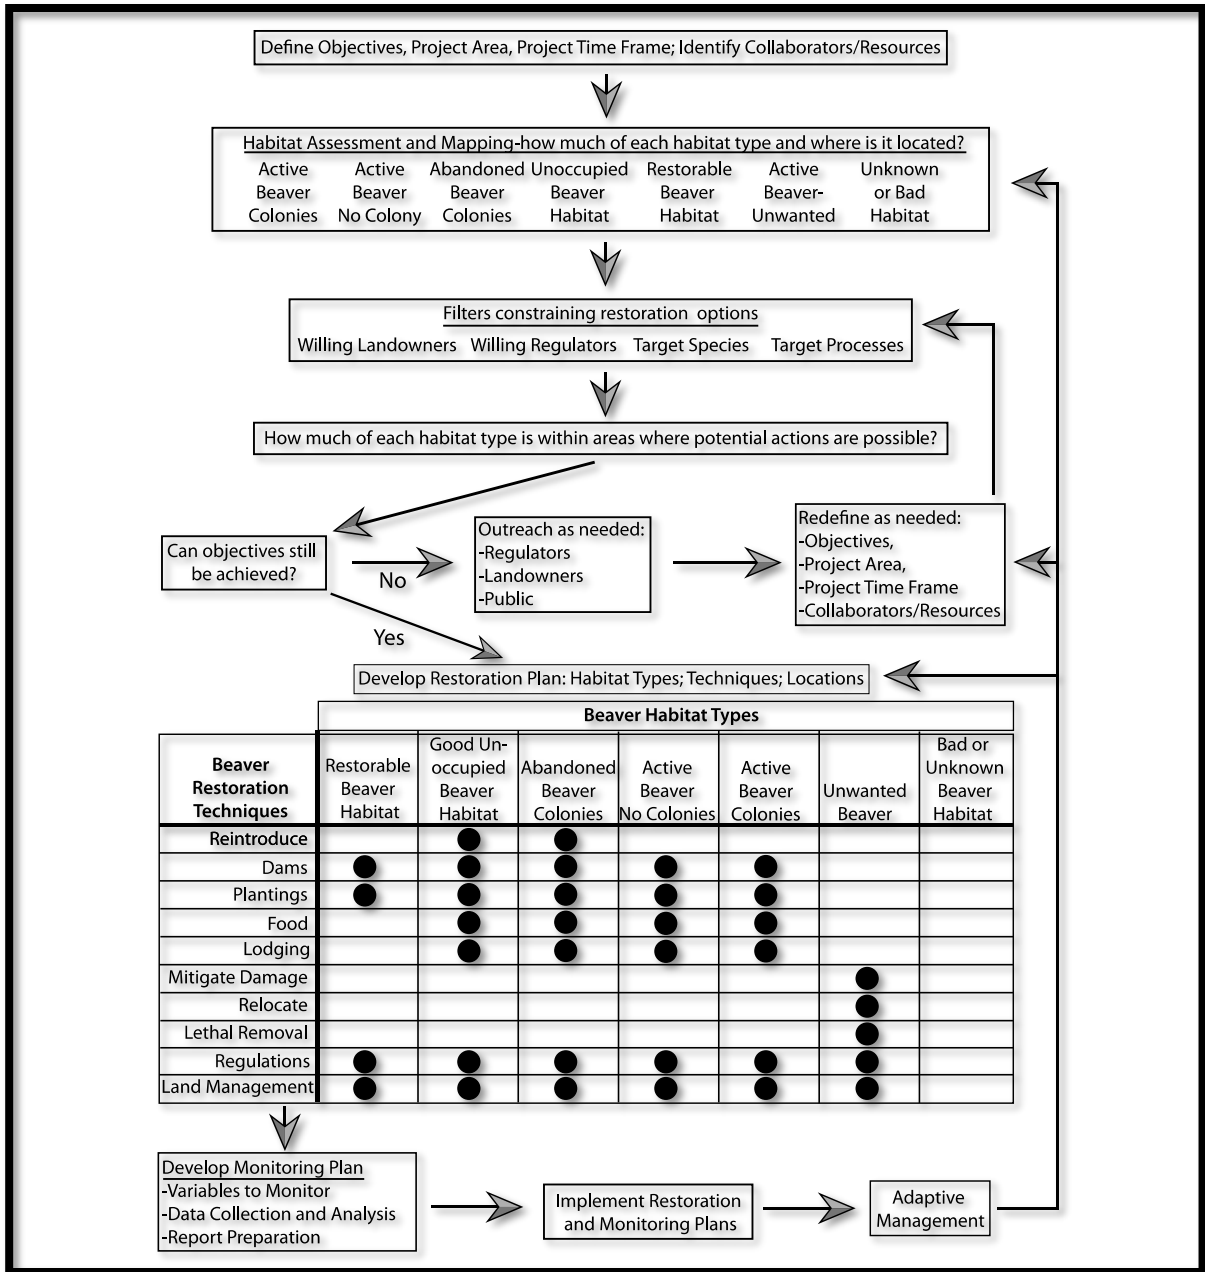 Define Objectives, Project Area, Project Time Frame; Identify Collaborators/Resources
Habitat Assessment and Mapping-how much of each habitat type and where is it located?
Active Beaver Colonies
Active Beaver No Colony
Abandoned Beaver Colonies
Unoccupied Beaver Habitat
Restorable Beaver Habitat
Active Beaver-Unwanted
Unknown or Bad Habitat
Filters constraining restoration options
Willing Landowners Willing Regulators Target Species Target Processes
How much of each habitat type is within areas where potential actions are possible?
Can objectives still
be achieved?
No
Yes
Outreach as needed:
-Regulators
-Landowners
-Public
Redefine as needed:
-Objectives,
-Project Area,
-Project Time Frame
-Collaborators/Resources
Develop Restoration Plan: Habitat Types; Techniques; Locations
Beaver Habitat Types
Beaver
Restoration
Techniques
Restorable
Beaver
Habitat
Good Un-
occupied
Beaver
Habitat
Abandoned
Beaver
Colonies
Active
Beaver
No Colonies
Active
Beaver
Colonies
Unwanted
Beaver
Bad or
Unknown
Beaver
Habitat
Reintroduce
Dams
Plantings
Food
Lodging
Mitigate Damage
Relocate
Lethal Removal
Regulations
Land Management
Develop Monitoring Plan
-Variables to Monitor
-Data Collection and Analysis
-Report Preparation
Implement Restoration
and Monitoring Plans
Adaptive
Management